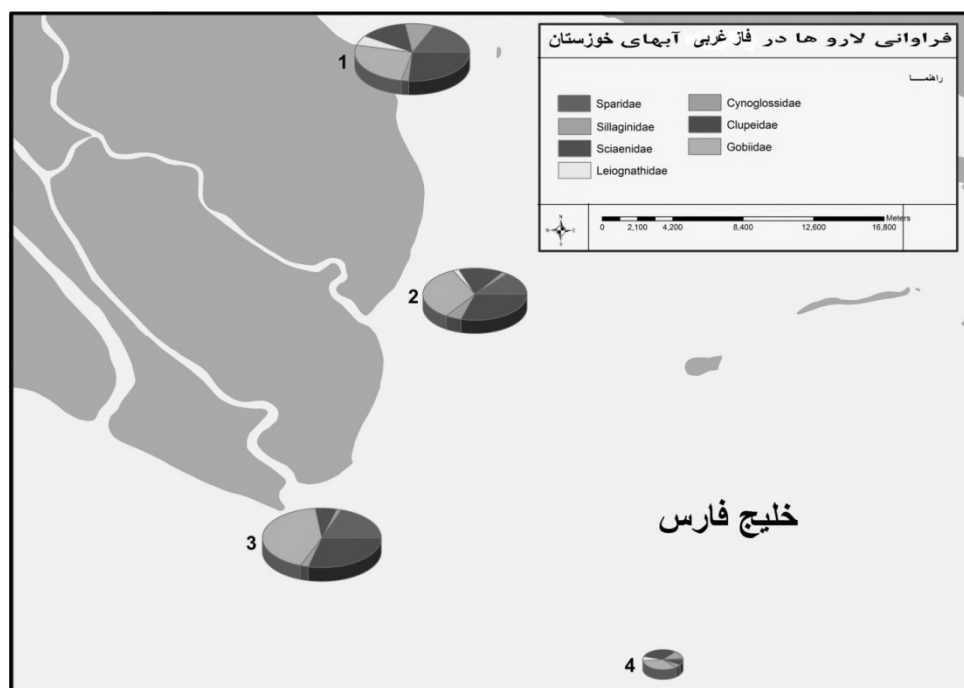 فراوانی لارو ها در فاز غربی آبهای خوزستان
راهنمـــا
Sparidae
Sillaginidae
Sciaenidae
Leiognathidae
Cynoglossidae
Clupeidae
Gobiidae
N
W E
S
Meters
0 2,100 4,200 8,400 12,600 16,800
1
2
3
خلیج فارس
4